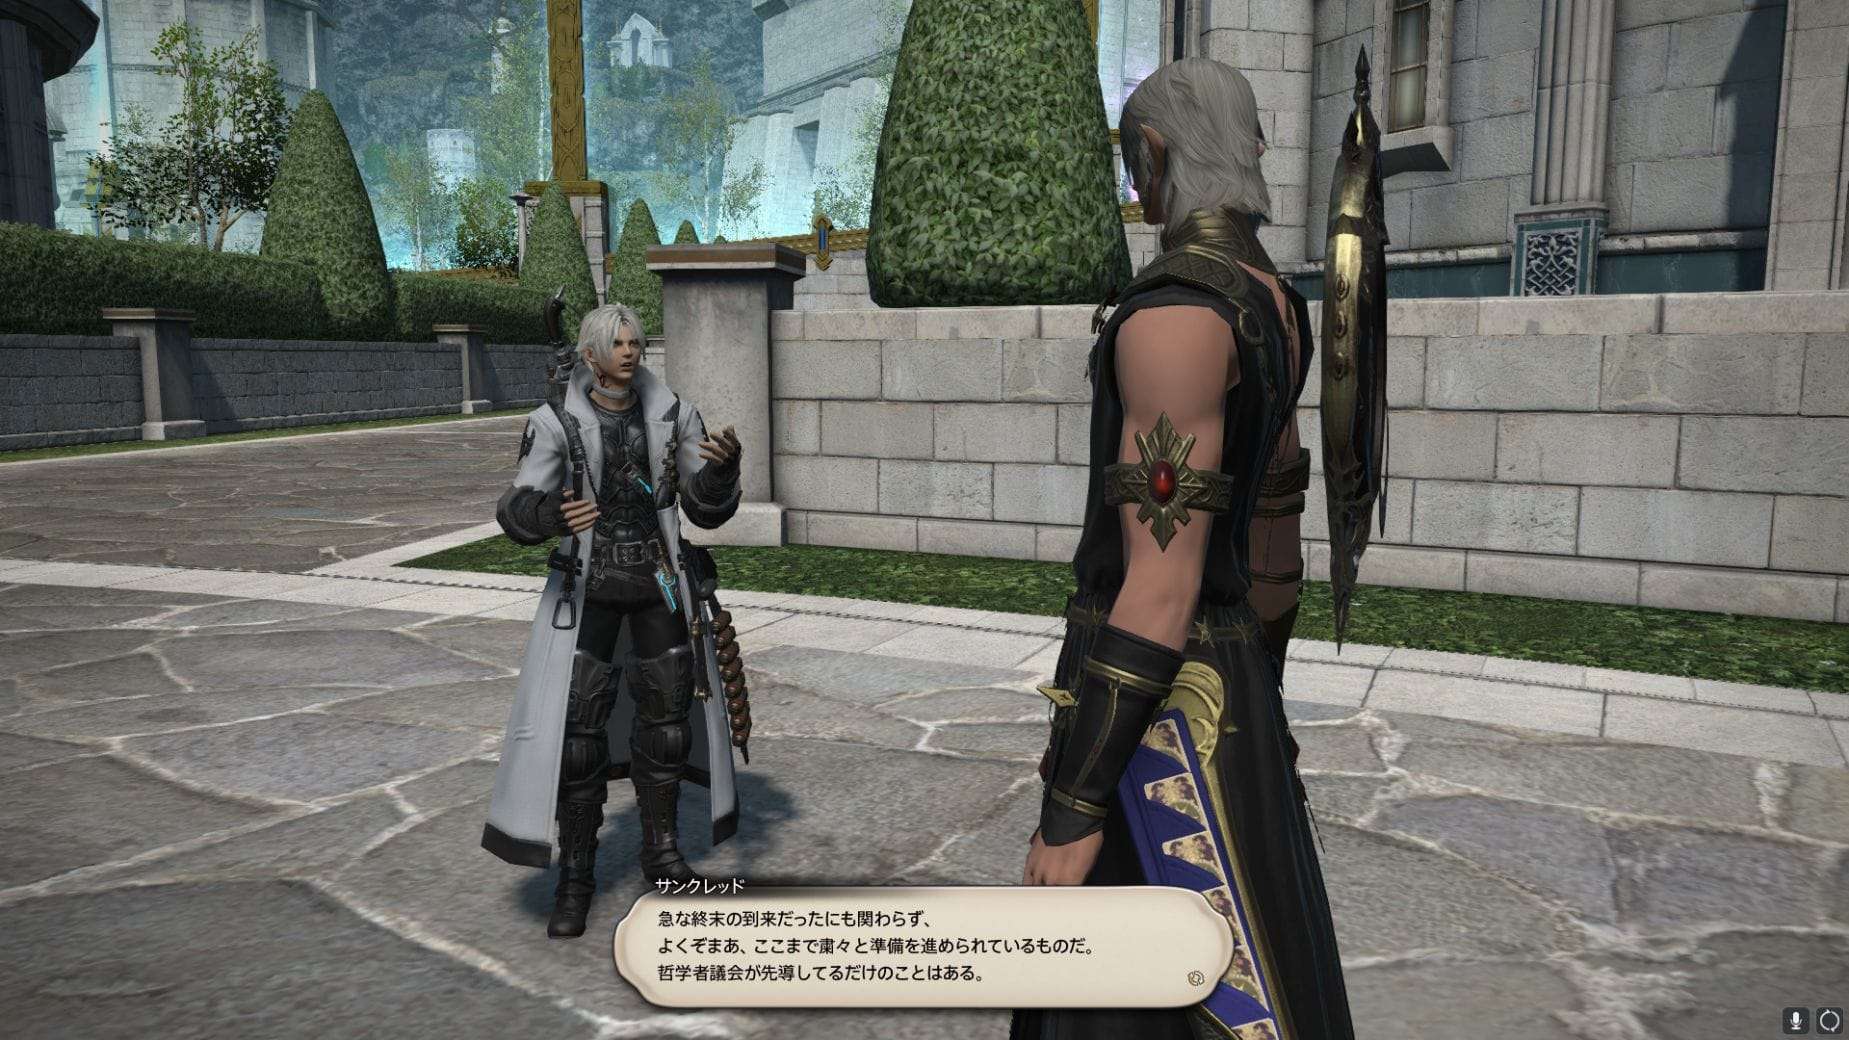 サンクレッド
急な終末の到来だったにも関わらず、
よくぞまあ、ここまで粛々と準備を進められているものだ。
哲学者議会が先導してるだけのことはある。